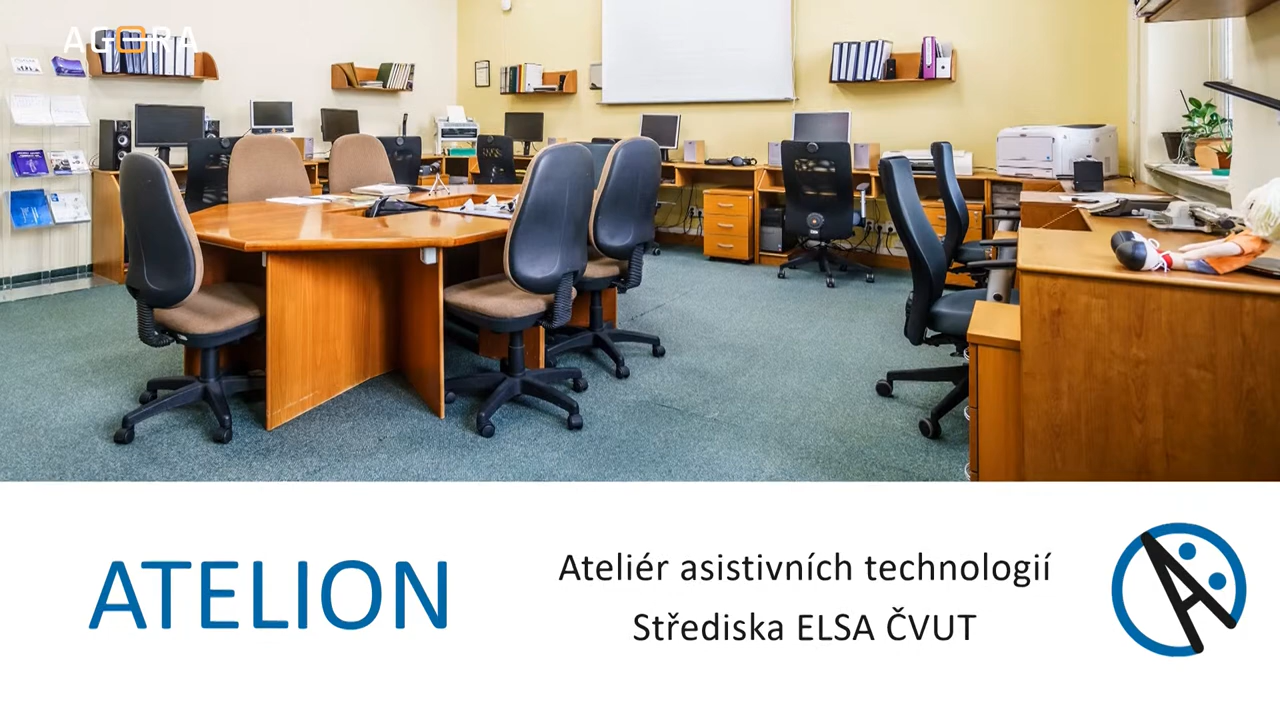 AGORA
ATELION
Ateliér asistivních technologií
Střediska ELSA ČVUT